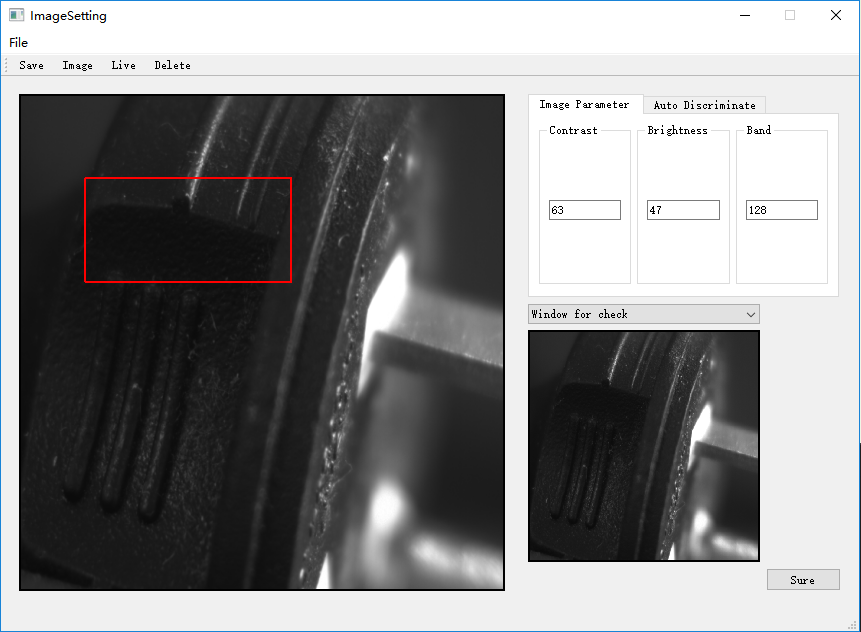 ImageSetting
File
Save Image Live Delete
Image Parameter Auto Discriminate
Contrast Brightness Band
63 47 128
Window for check
Sure